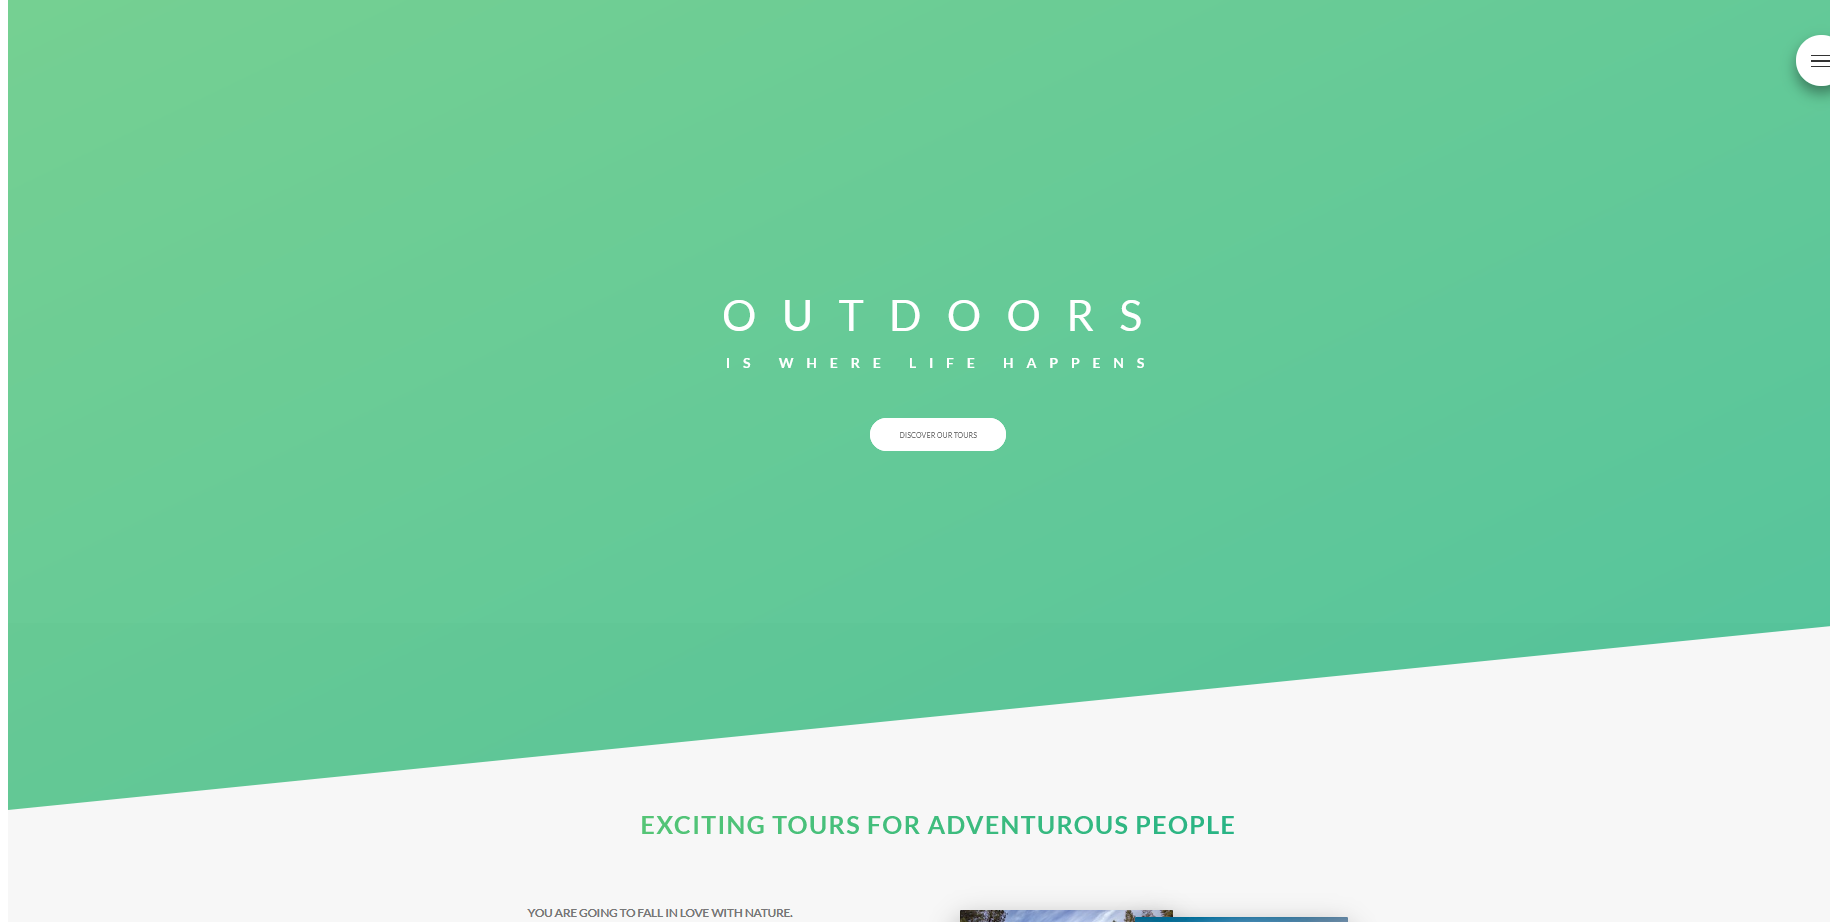 OUTDOORS
IS WHERE LIFE HAPPENS
DISCOVER OUR TOURS
EXCITING TOURS FOR ADVENTUROUS PEOPLE
YOU ARE GOING TO FALL IN LOVE WITH NATURE.